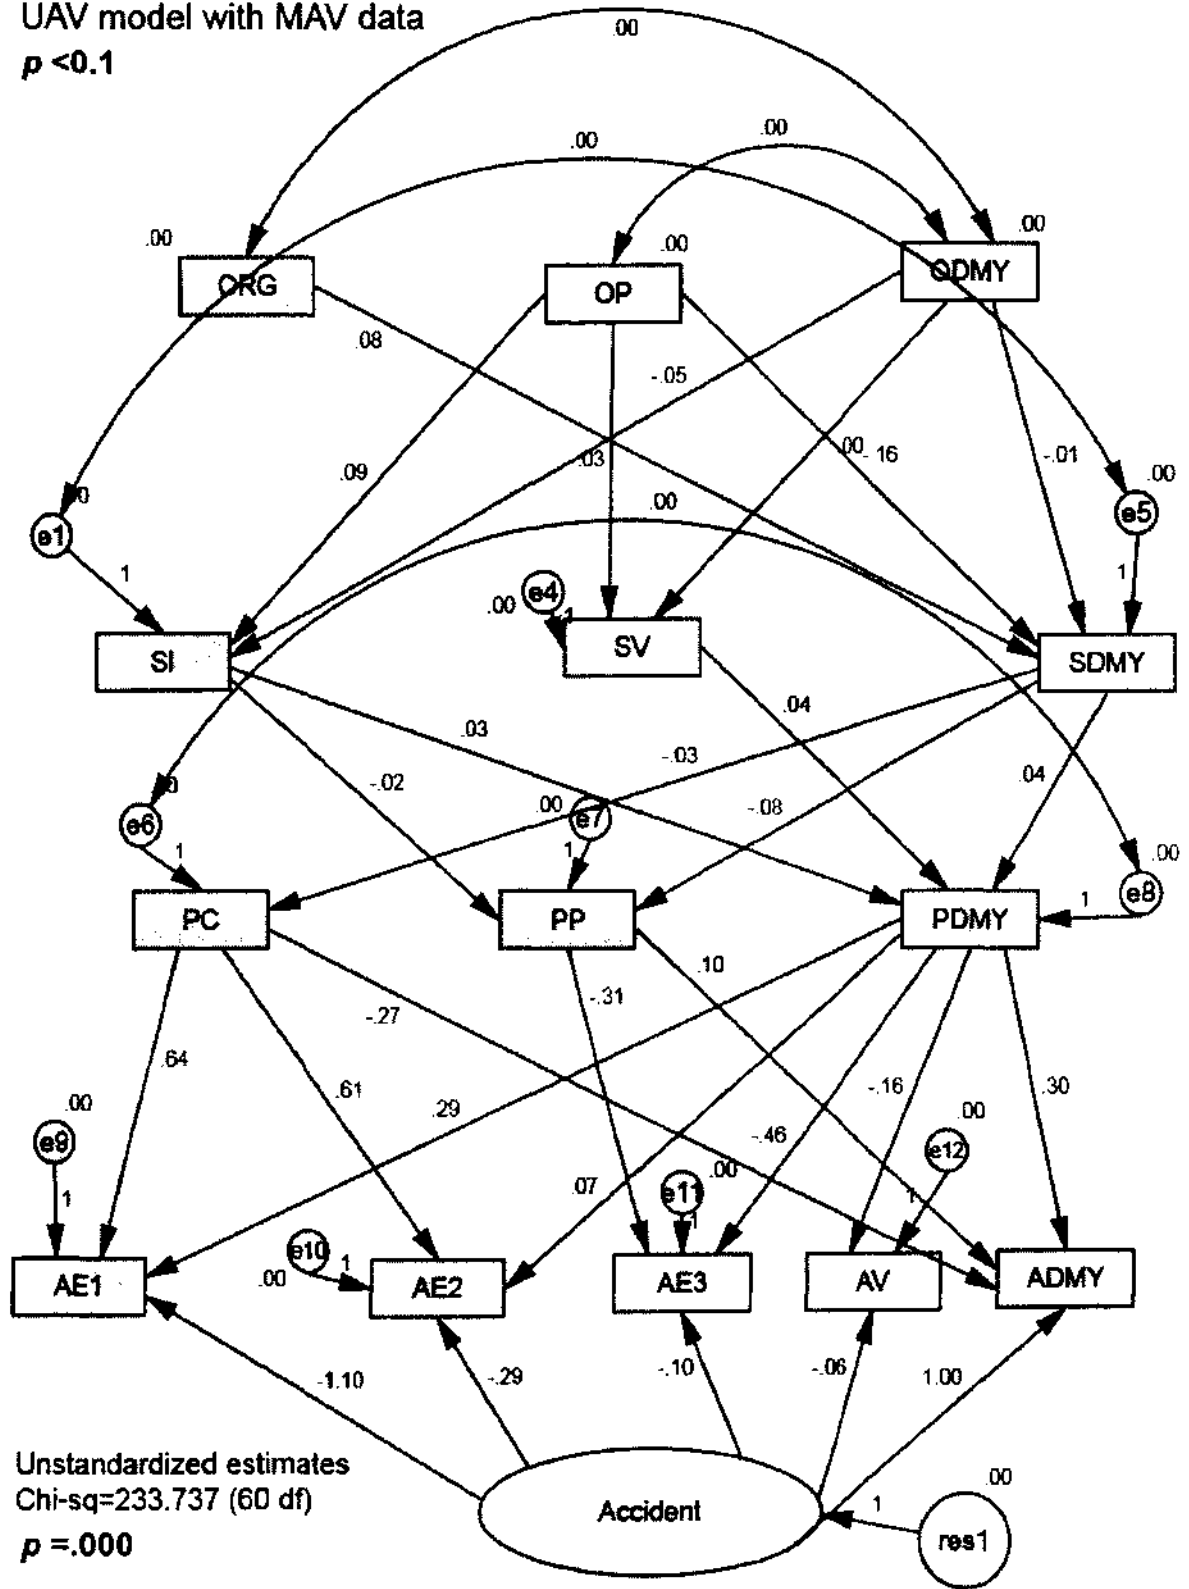 UAV model with MAV data
p <0.1
.00
.00
.00
.00
.00
.00
ORG
OP
ODMY
.08
-.05
.09
.03
.00
-.16
-.01
.00
.00
e1
e5
1
1
e4
.00
1
SI
SV
SDMY
.03
.04
-.03
.04
-.02
.00
-.08
e6
e7
.00
1
1
e8
1
PC
PP
PDMY
.10
-.31
-.27
.64
.61
-.16
.30
.00
.29
.00
e9
-.46
e12
.00
.07
e11
1
1
1
e10
1
.00
AE1
AE2
AE3
AV
ADMY
-1.10
-.29
-.10
-.06
1.00
Unstandardized estimates
Chi-sq=233.737 (60 df)
p =.000
Accident
.00
1
res1